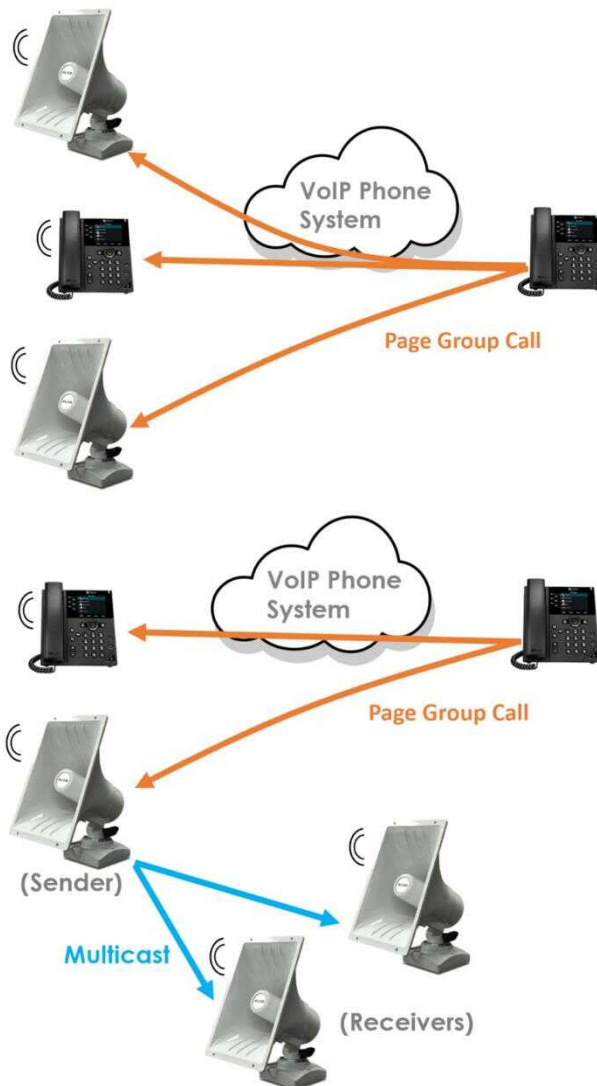 VoIP Phone
System
Page Group Call
VoIP Phone
System
Page Group Call
(Sender)
Multicast
(Receivers)